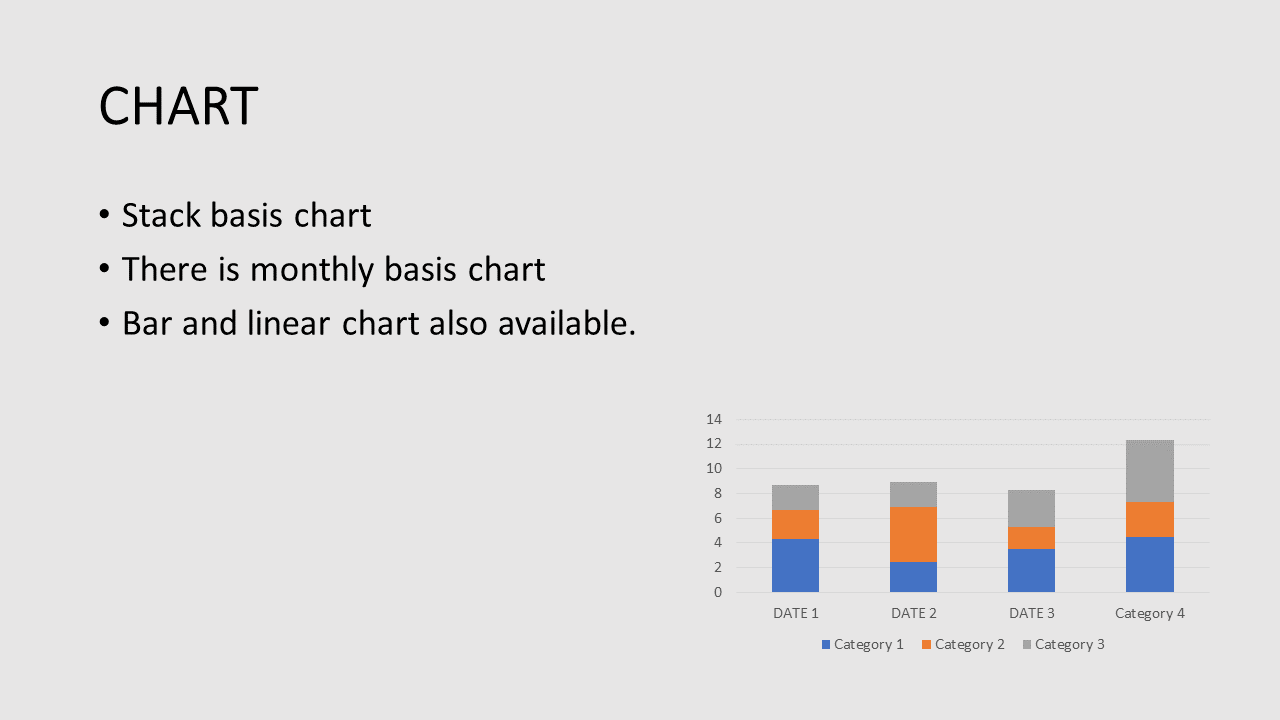 CHART
• Stack basis chart
• There is monthly basis chart
• Bar and linear chart also available.
14
12
10
8
6
4
2
0
DATE 1 DATE 2 DATE 3 Category 4
Category 1 Category 2 Category 3